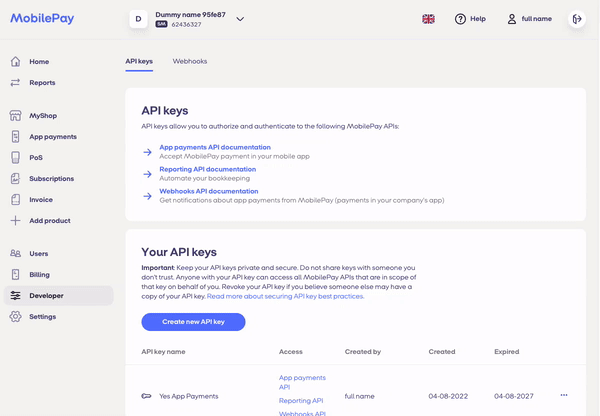 MobilePay
D
Dummy name 95fe87
62436327
Help
full name
Home
Reports
MyShop
App payments
PoS
Subscriptions
Invoice
Add product
Users
Billing
Developer
Settings
API keys
Webhooks
API keys
API keys allow you to authorize and authenticate to the following MobilePay APIs:
App payments API documentation
Accept MobilePay payment in your mobile app
Reporting API documentation
Automate your bookkeeping
Webhooks API documentation
Get notifications about app payments from MobilePay (payments in your company's app)
Your API keys
Important: Keep your API keys private and secure. Do not share keys with someone you
don't trust. Anyone with your API key can access all MobilePay APIs that are in scope of
that key on behalf of you. Revoke your API key if you believe someone else may have a
copy of your API key. Read more about securing API key best practices.
Create new API key
API key name
Access
Created by
Created
Expired
Yes App Payments
App payments
API
Reporting API
Webhooks API
full name
04-08-2022
04-08-2027